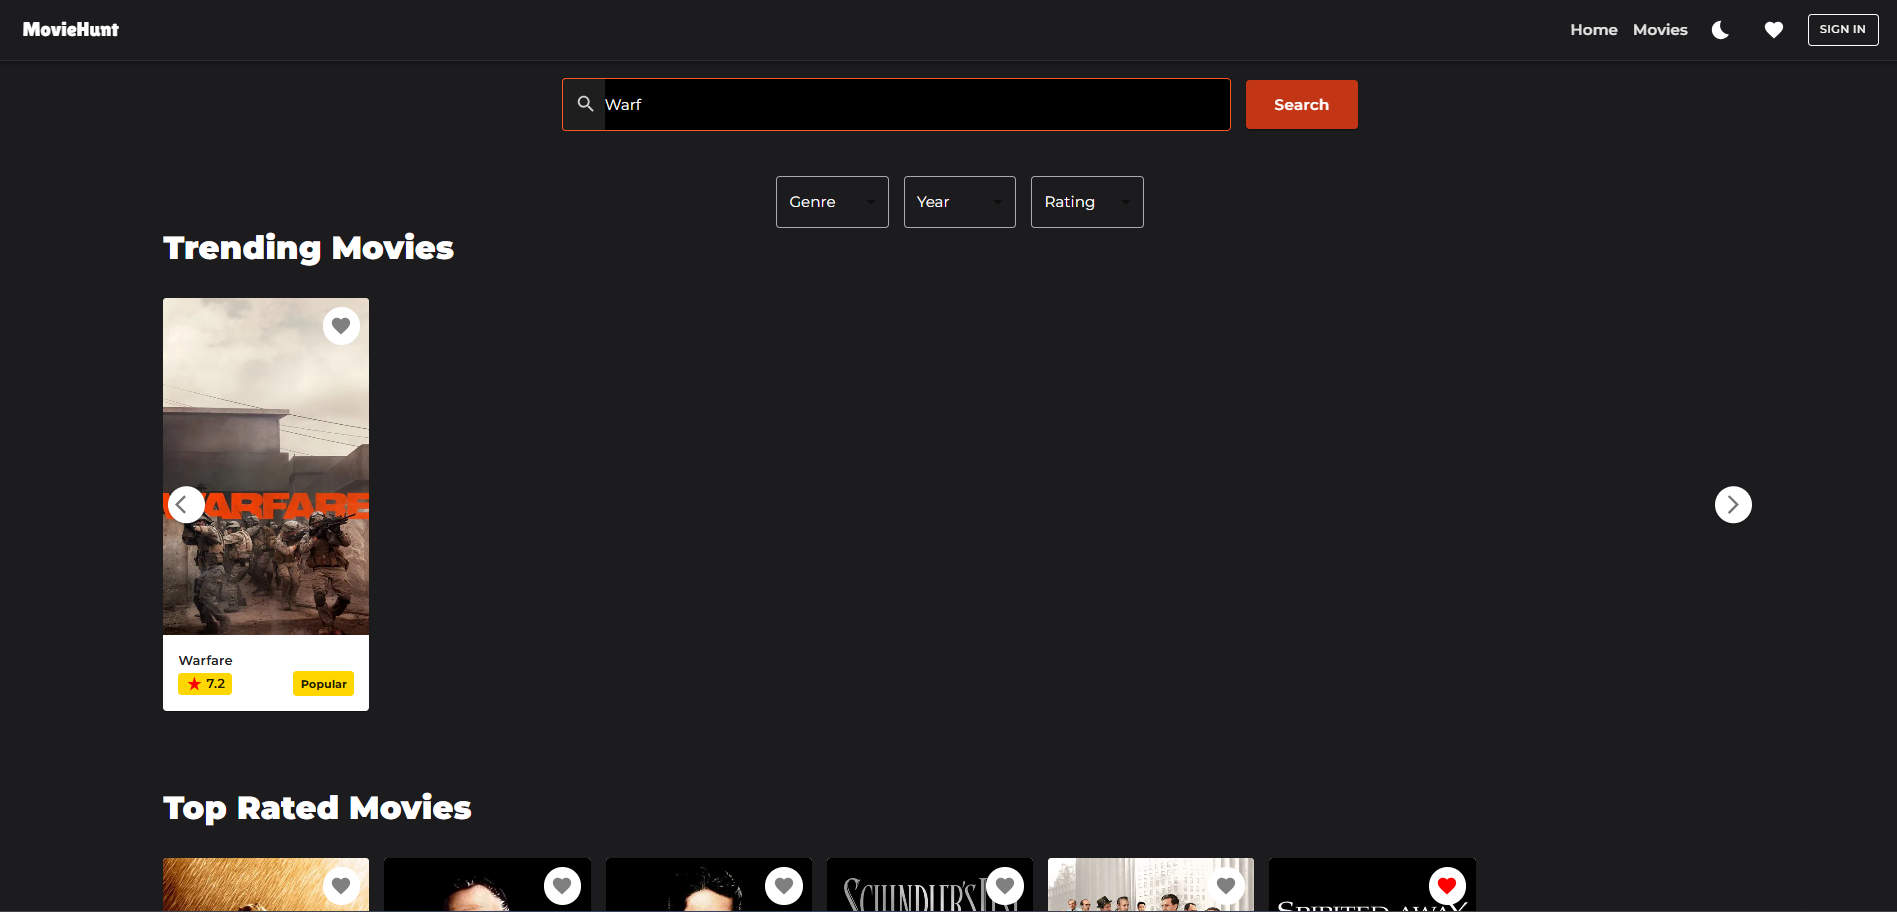 MovieHunt
Home Movies SIGN IN
Warf
Search
Genre Year Rating
Trending Movies
WARFARE
Warfare
7.2 Popular
Top Rated Movies
SCHINDLER'S
SPIRITED AWAY